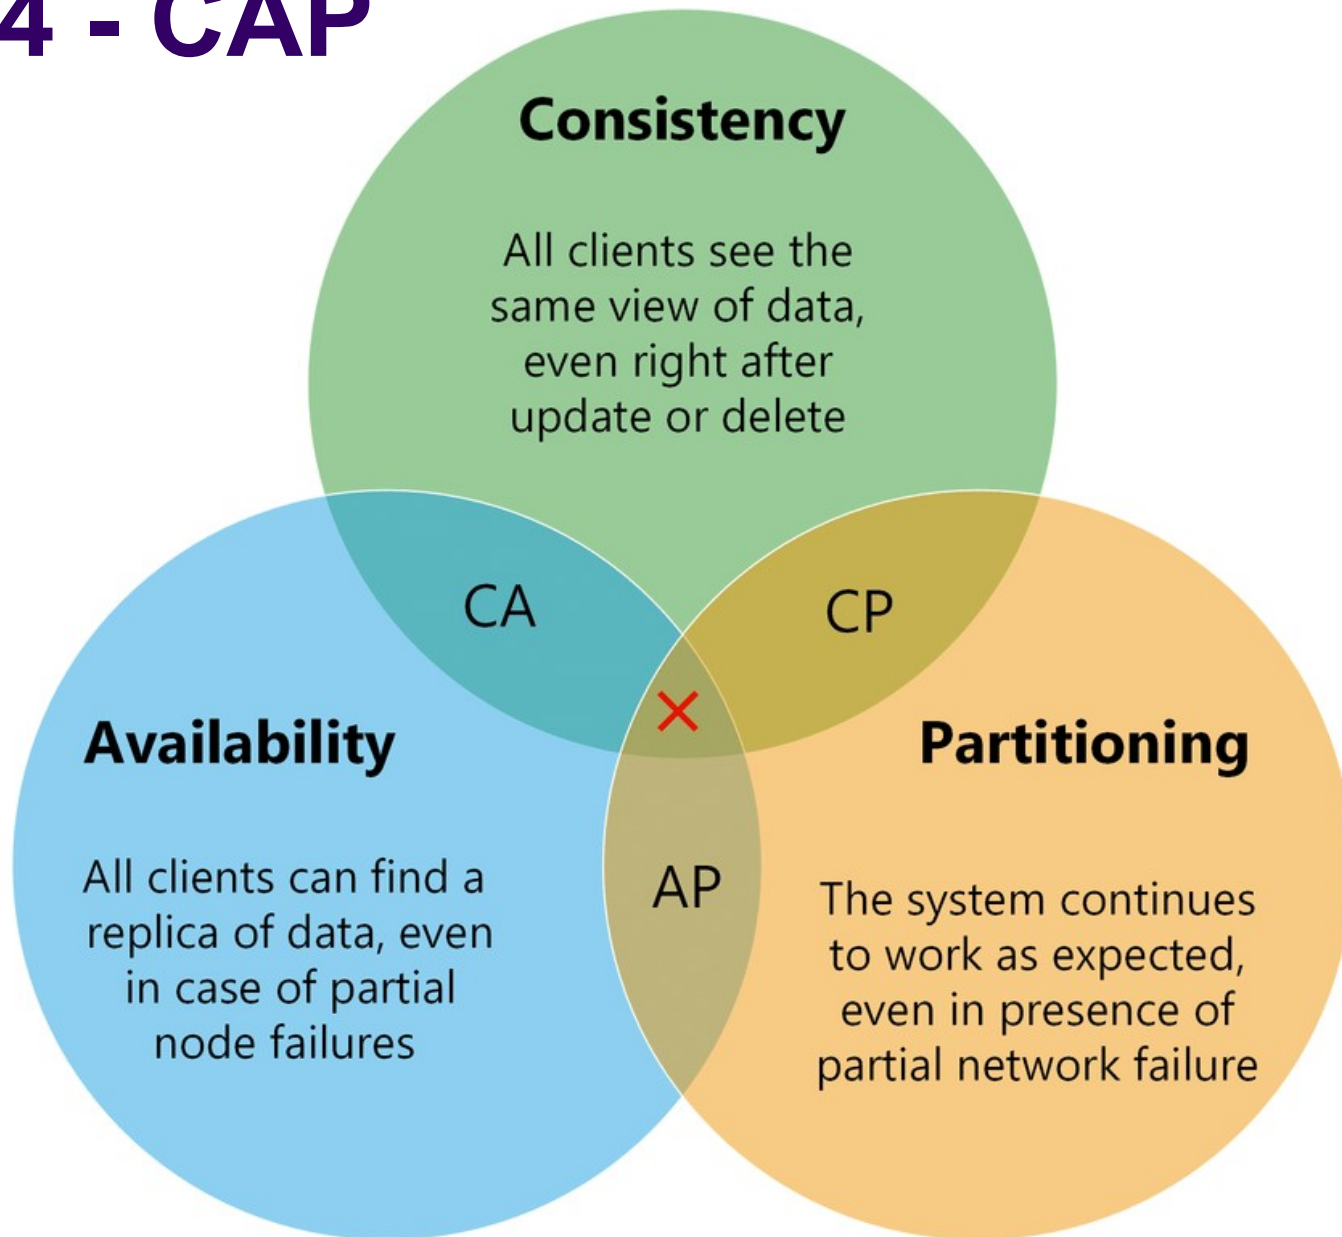 4 - CAP
Consistency
All clients see the
same view of data,
even right after
update or delete
CA
CP
Availability
All clients can find a
replica of data, even
in case of partial
node failures
AP
Partitioning
The system continues
to work as expected,
even in presence of
partial network failure